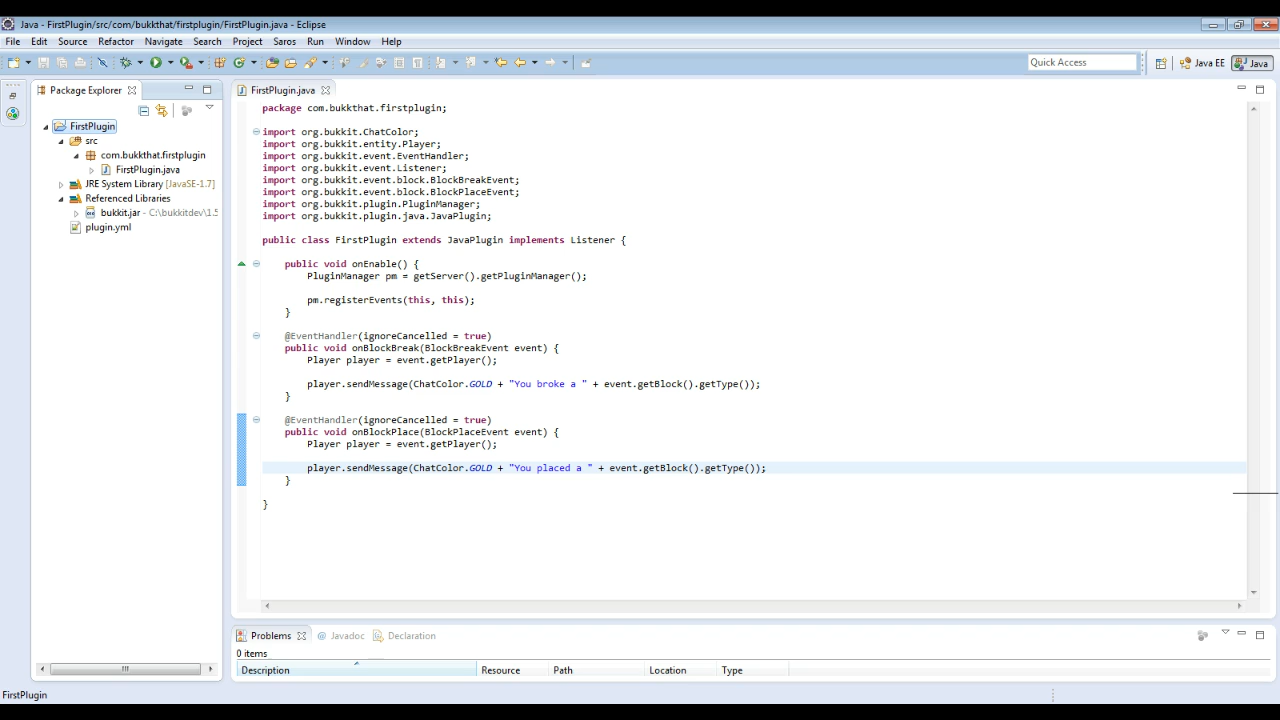 Java - FirstPlugin/src/com/bukkthat/firstplugin/FirstPlugin.java - Eclipse
File Edit Source Refactor Navigate Search Project Saros Run Window Help
Quick Access
Java EE
Java
Package Explorer
FirstPlugin
src
com.bukkthat.firstplugin
FirstPlugin.java
JRE System Library [JavaSE-1.7]
Referenced Libraries
bukkit.jar - C:\bukkitdev\1.5
plugin.yml
FirstPlugin.java
package com.bukkthat.firstplugin;
import org.bukkit.ChatColor;
import org.bukkit.entity.Player;
import org.bukkit.event.EventHandler;
import org.bukkit.event.Listener;
import org.bukkit.event.block.BlockBreakEvent;
import org.bukkit.event.block.BlockPlaceEvent;
import org.bukkit.plugin.PluginManager;
import org.bukkit.plugin.java.JavaPlugin;
public class FirstPlugin extends JavaPlugin implements Listener {
public void onEnable() {
PluginManager pm = getServer().getPluginManager();
pm.registerEvents(this, this);
}
@EventHandler(ignoreCancelled = true)
public void onBlockBreak(BlockBreakEvent event) {
Player player = event.getPlayer();
player.sendMessage(ChatColor.GOLD + "You broke a " + event.getBlock().getType());
}
@EventHandler(ignoreCancelled = true)
public void onBlockPlace(BlockPlaceEvent event) {
Player player = event.getPlayer();
player.sendMessage(ChatColor.GOLD + "You placed a " + event.getBlock().getType());
}
}
Problems @ Javadoc Declaration
0 items
Description Resource Path Location Type
FirstPlugin